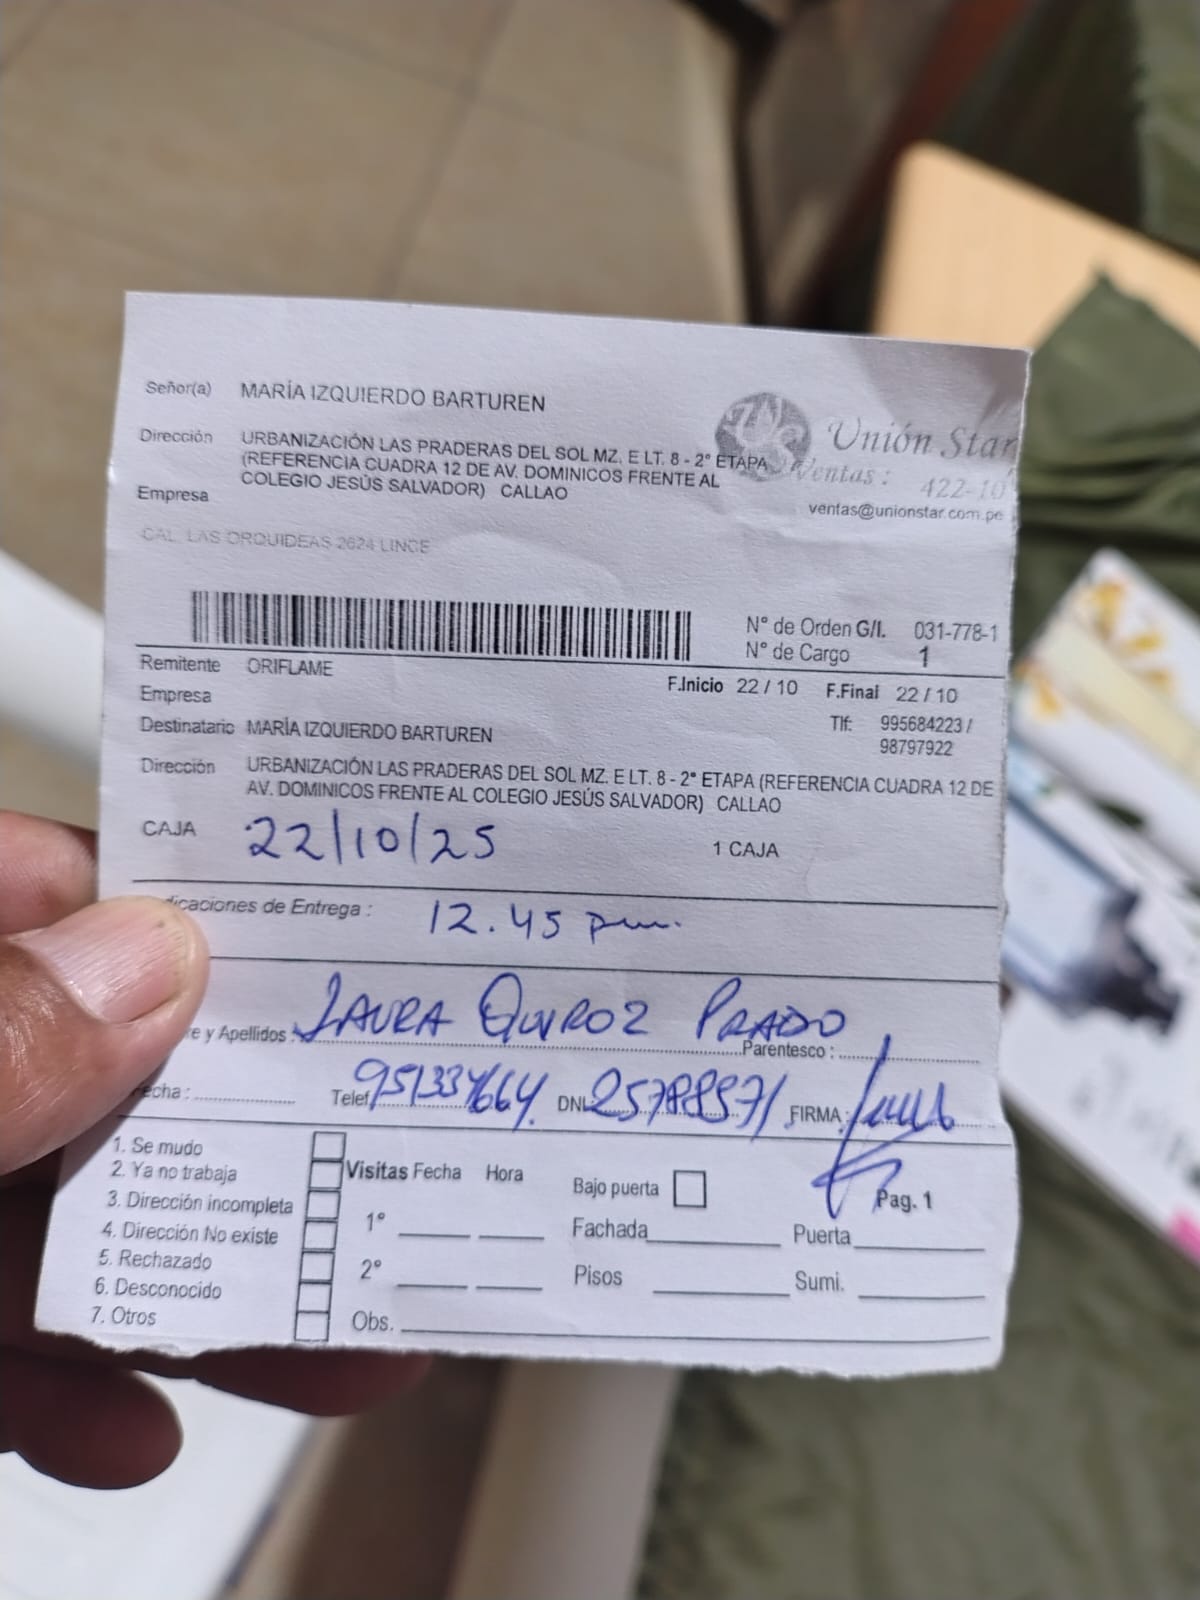 Señor(a) MARÍA IZQUIERDO BARTUREN
Unión Star
Dirección URBANIZACIÓN LAS PRADERAS DEL SOL MZ. E LT. 8 - 2° ETAPA
(REFERENCIA CUADRA 12 DE AV. DOMINICOS FRENTE AL
COLEGIO JESÚS SALVADOR) CALLAO
Ventas: 422-10
ventas@unionstar.com.pe
Empresa
CAL. LAS ORQUIDEAS 2624 LINCE
N° de Orden G/I. 031-778-1
N° de Cargo 1
Remitente ORIFLAME
F.Inicio 22 / 10 F.Final 22 / 10
Empresa
Tlf: 995684223 /
98797922
Destinatario MARÍA IZQUIERDO BARTUREN
Dirección URBANIZACIÓN LAS PRADERAS DEL SOL MZ. E LT. 8 - 2° ETAPA (REFERENCIA CUADRA 12 DE
AV. DOMINICOS FRENTE AL COLEGIO JESÚS SALVADOR) CALLAO
CAJA 22/10/25 1 CAJA
dicaciones de Entrega : 12.45 pm.
re y Apellidos : LAURA QUIROZ PRADO
Parentesco :
echa : Telef DNI FIRMA:
1. Se mudo
2. Ya no trabaja
3. Dirección incompleta
4. Dirección No existe
5. Rechazado
6. Desconocido
7. Otros
Visitas Fecha Hora
1°
2°
Obs.
Bajo puerta
Pag. 1
Fachada Puerta
Pisos Sumi.